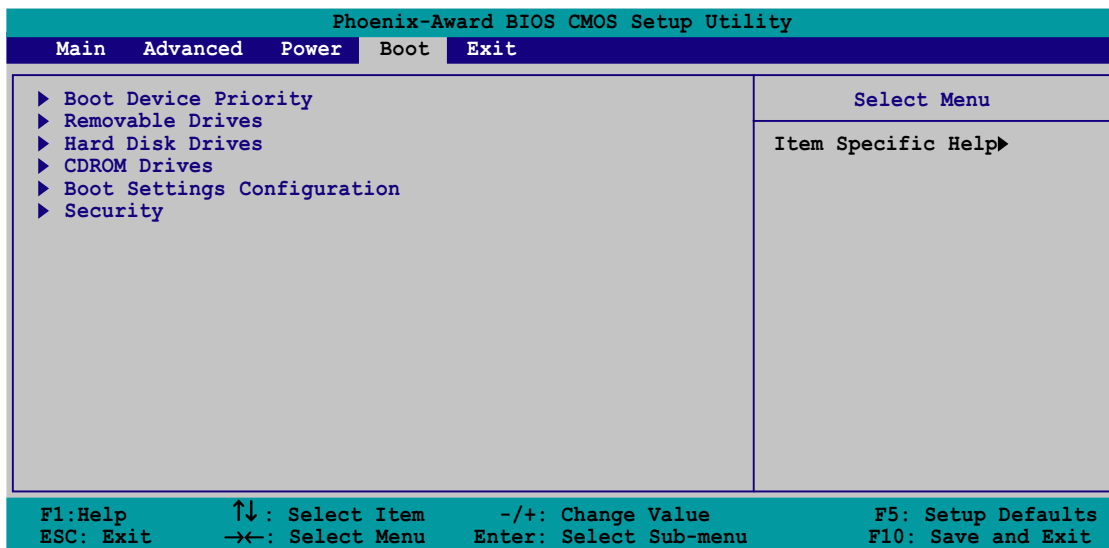 Phoenix-Award BIOS CMOS Setup Utility
Main Advanced Power Boot Exit
Boot Device Priority
Removable Drives
Hard Disk Drives
CDROM Drives
Boot Settings Configuration
Security
Select Menu
Item Specific Help
F1:Help ↑↓: Select Item -/+: Change Value F5: Setup Defaults
ESC: Exit →←: Select Menu Enter: Select Sub-menu F10: Save and Exit